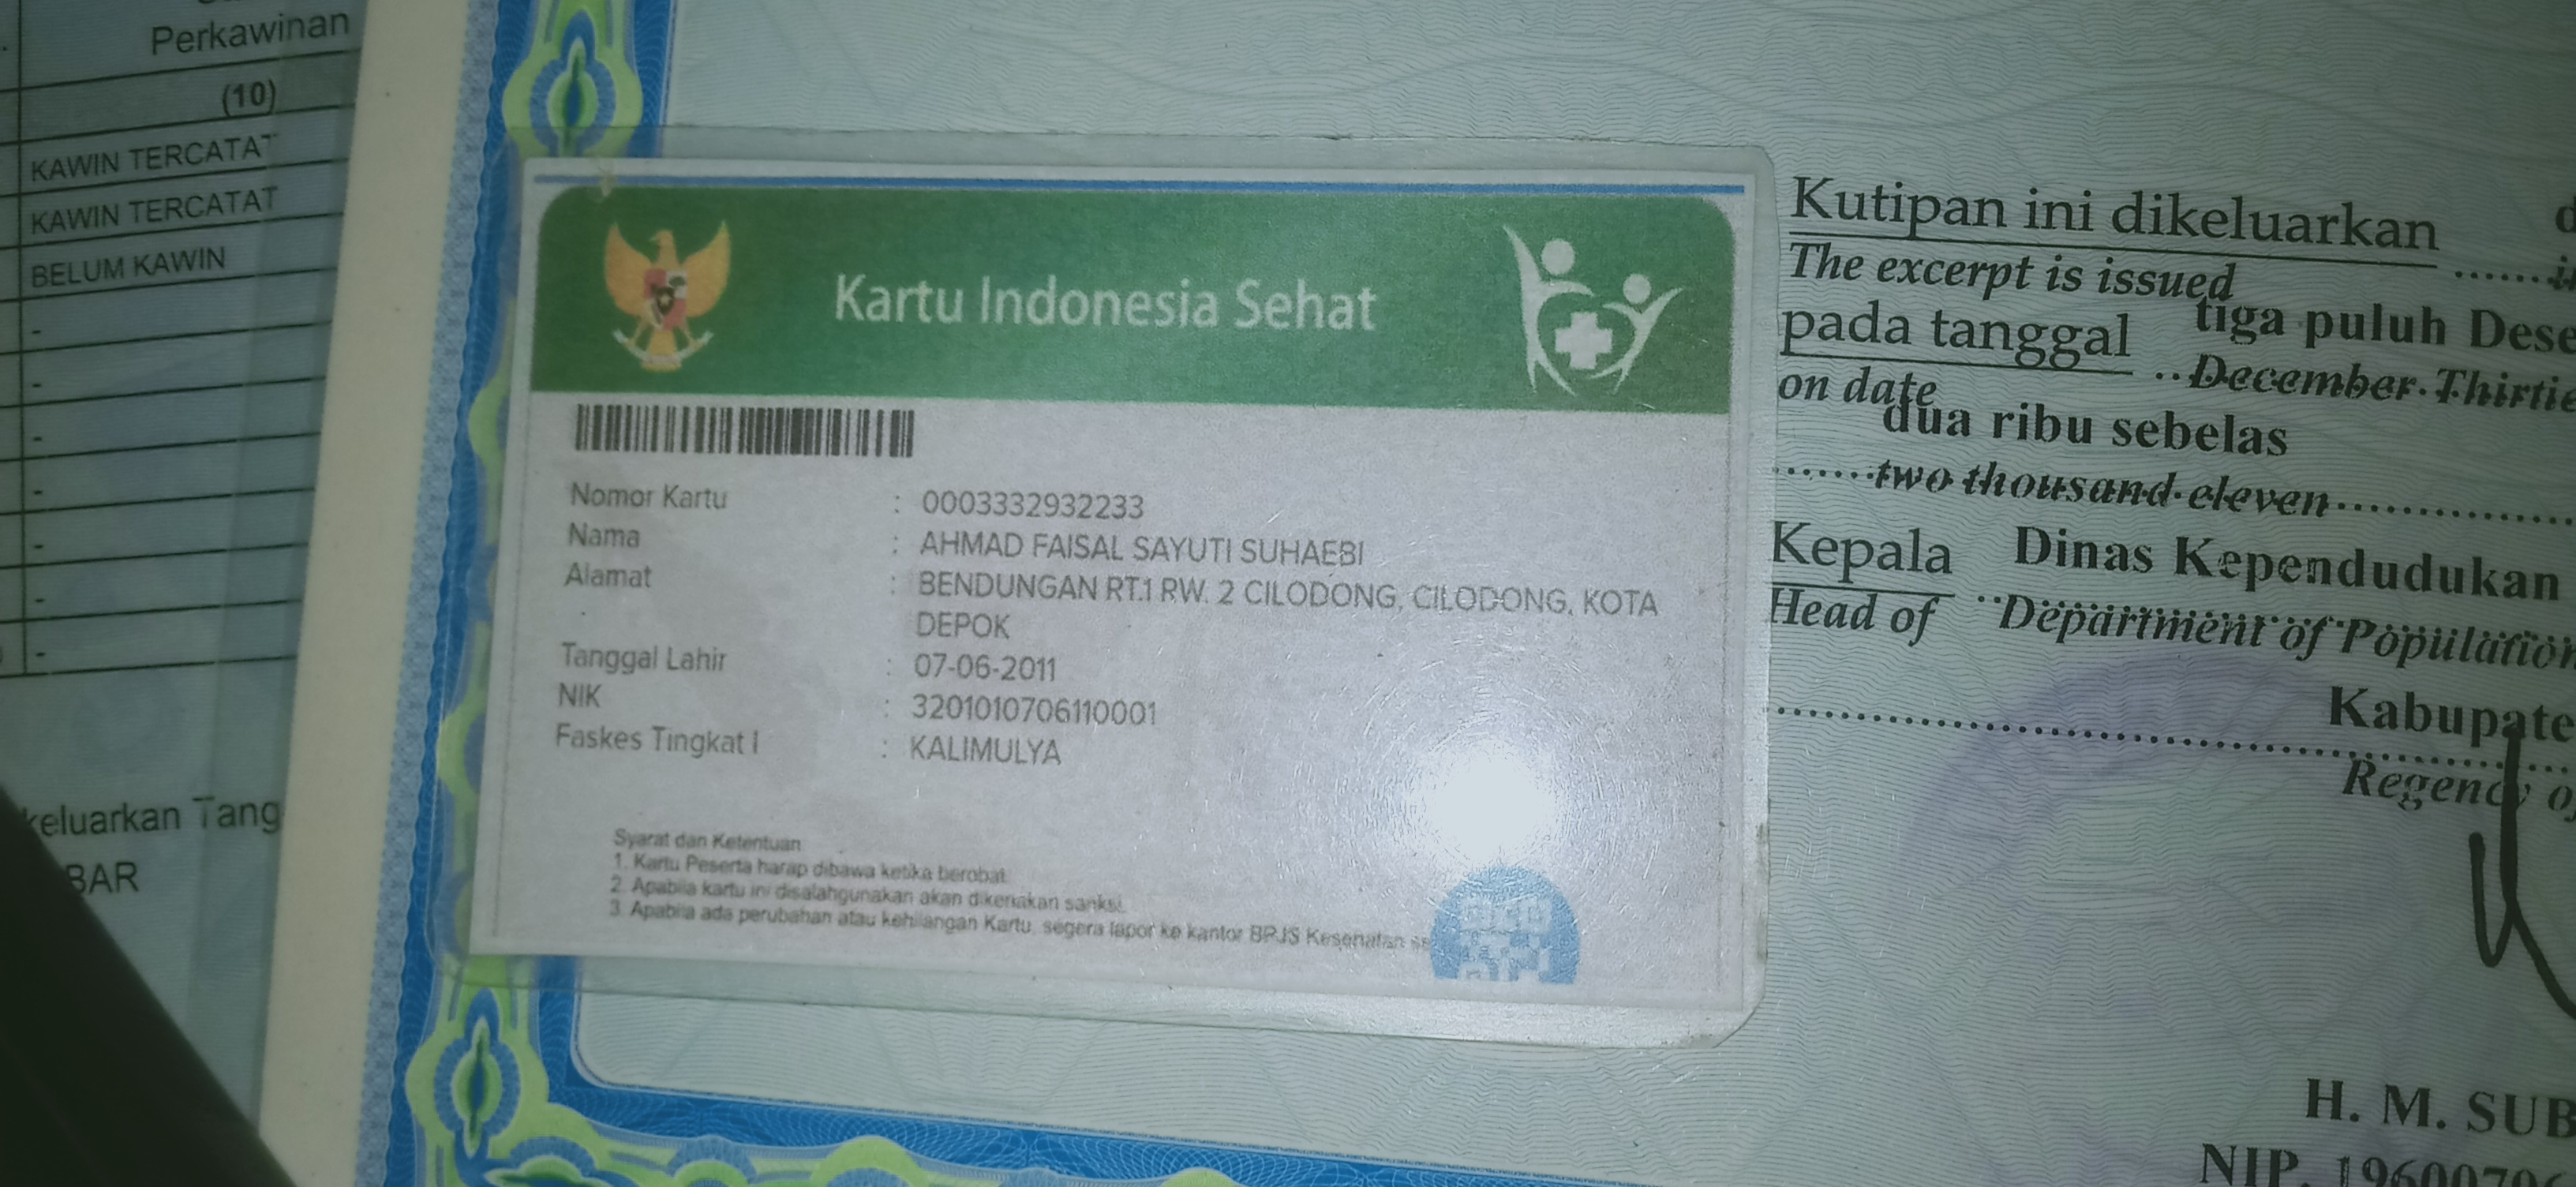 Perkawinan
(10)
KAWIN TERCATAT
KAWIN TERCATAT
BELUM KAWIN
-
-
-
-
-
-
-
keluarkan Tang
BAR
Kartu Indonesia Sehat
Nomor Kartu : 0003332932233
Nama : AHMAD FAISAL SAYUTI SUHAEBI
Alamat : BENDUNGAN RT.1 RW. 2 CILODONG, CILODONG, KOTA
DEPOK
Tanggal Lahir : 07-06-2011
NIK : 3201010706110001
Faskes Tingkat I : KALIMULYA
Syarat dan Ketentuan
1. Kartu Peserta harap dibawa ketika berobat.
2. Apabila kartu ini disalahgunakan akan dikenakan sanksi.
3. Apabila ada perubahan atau kehilangan Kartu, segera lapor ke kantor BPJS Kesehatan
Kutipan ini dikeluarkan
The excerpt is issued
tiga puluh Dese
pada tanggal
December Thirtie
on date
dua ribu sebelas
two thousand eleven
Kepala Dinas Kependudukan
Head of Department of Population
Kabupate
Regency o
H. M. SUB
NIP. 1960070